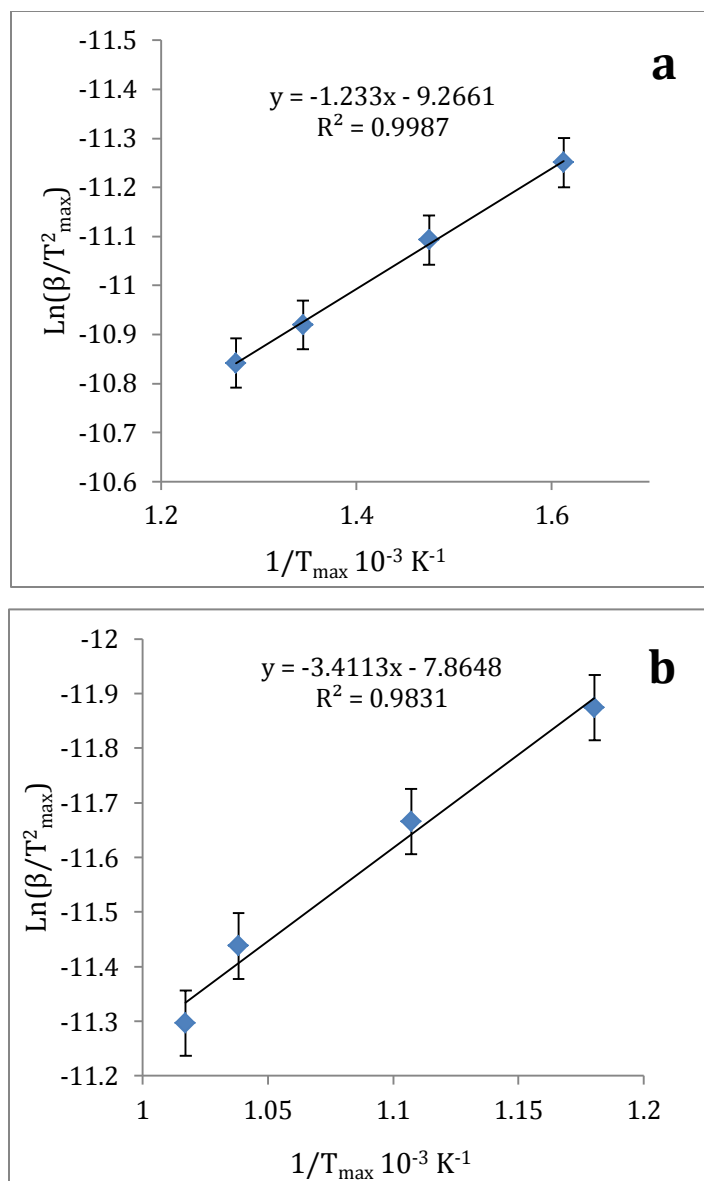 a
y = -1.233x - 9.2661
R² = 0.9987
Ln(β/T²max)
-11.5
-11.4
-11.3
-11.2
-11.1
-11
-10.9
-10.8
-10.7
-10.6
1.2 1.4 1.6
1/Tmax 10⁻³ K⁻¹
b
y = -3.4113x - 7.8648
R² = 0.9831
Ln(β/T²max)
-12
-11.9
-11.8
-11.7
-11.6
-11.5
-11.4
-11.3
-11.2
1 1.05 1.1 1.15 1.2
1/Tmax 10⁻³ K⁻¹